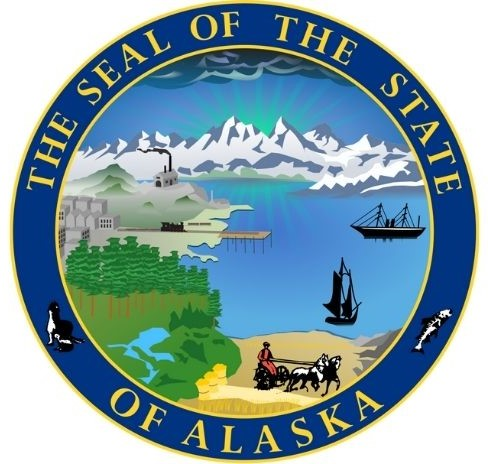 THE SEAL OF THE STATE
OF ALASKA